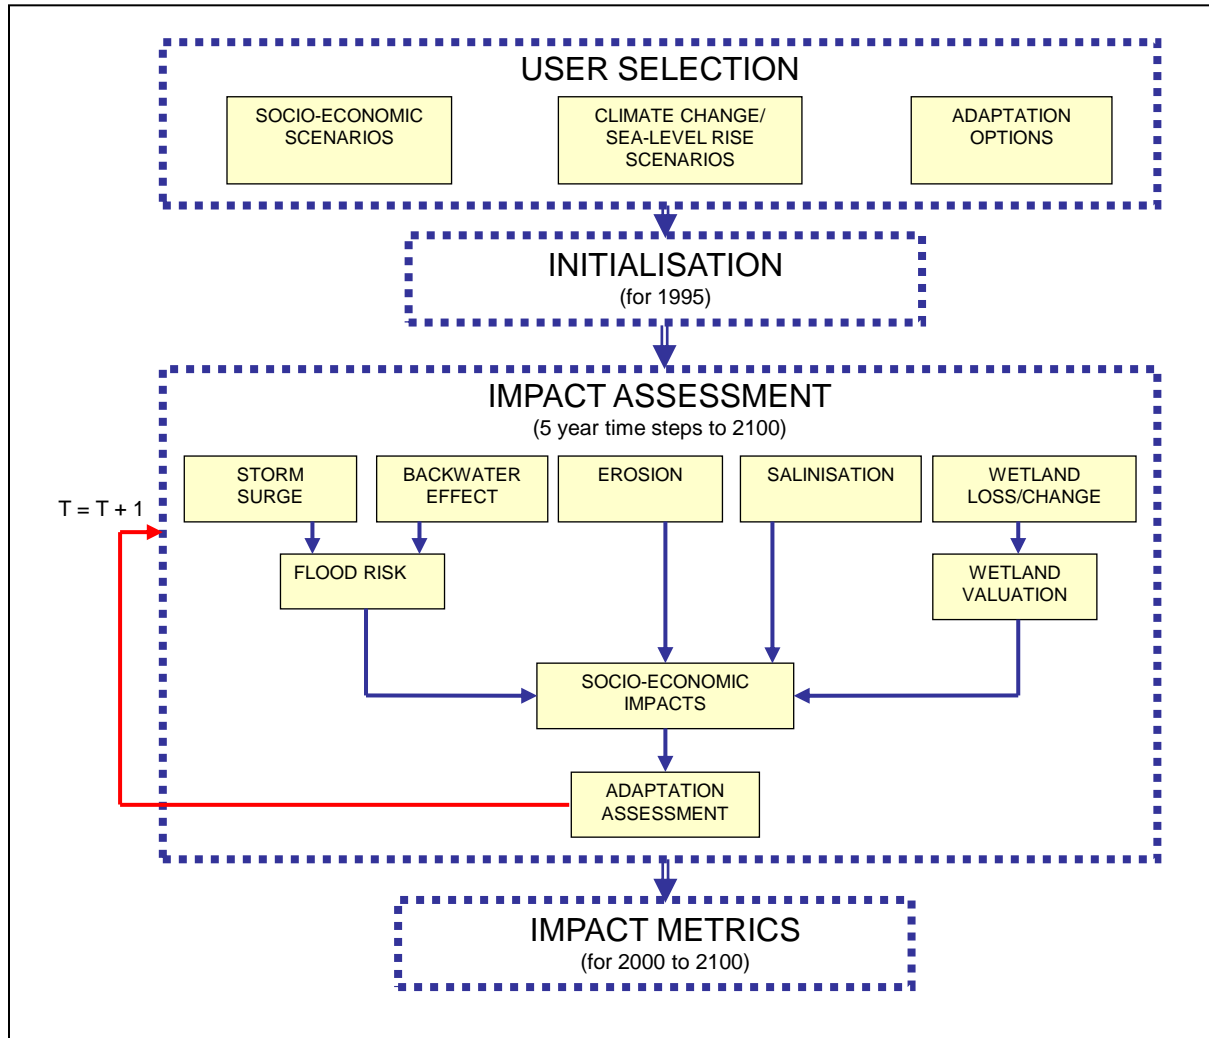 USER SELECTION
SOCIO-ECONOMIC
SCENARIOS
CLIMATE CHANGE/
SEA-LEVEL RISE
SCENARIOS
ADAPTATION
OPTIONS
INITIALISATION
(for 1995)
IMPACT ASSESSMENT
(5 year time steps to 2100)
STORM
SURGE
BACKWATER
EFFECT
EROSION
SALINISATION
WETLAND
LOSS/CHANGE
T = T + 1
FLOOD RISK
WETLAND
VALUATION
SOCIO-ECONOMIC
IMPACTS
ADAPTATION
ASSESSMENT
IMPACT METRICS
(for 2000 to 2100)